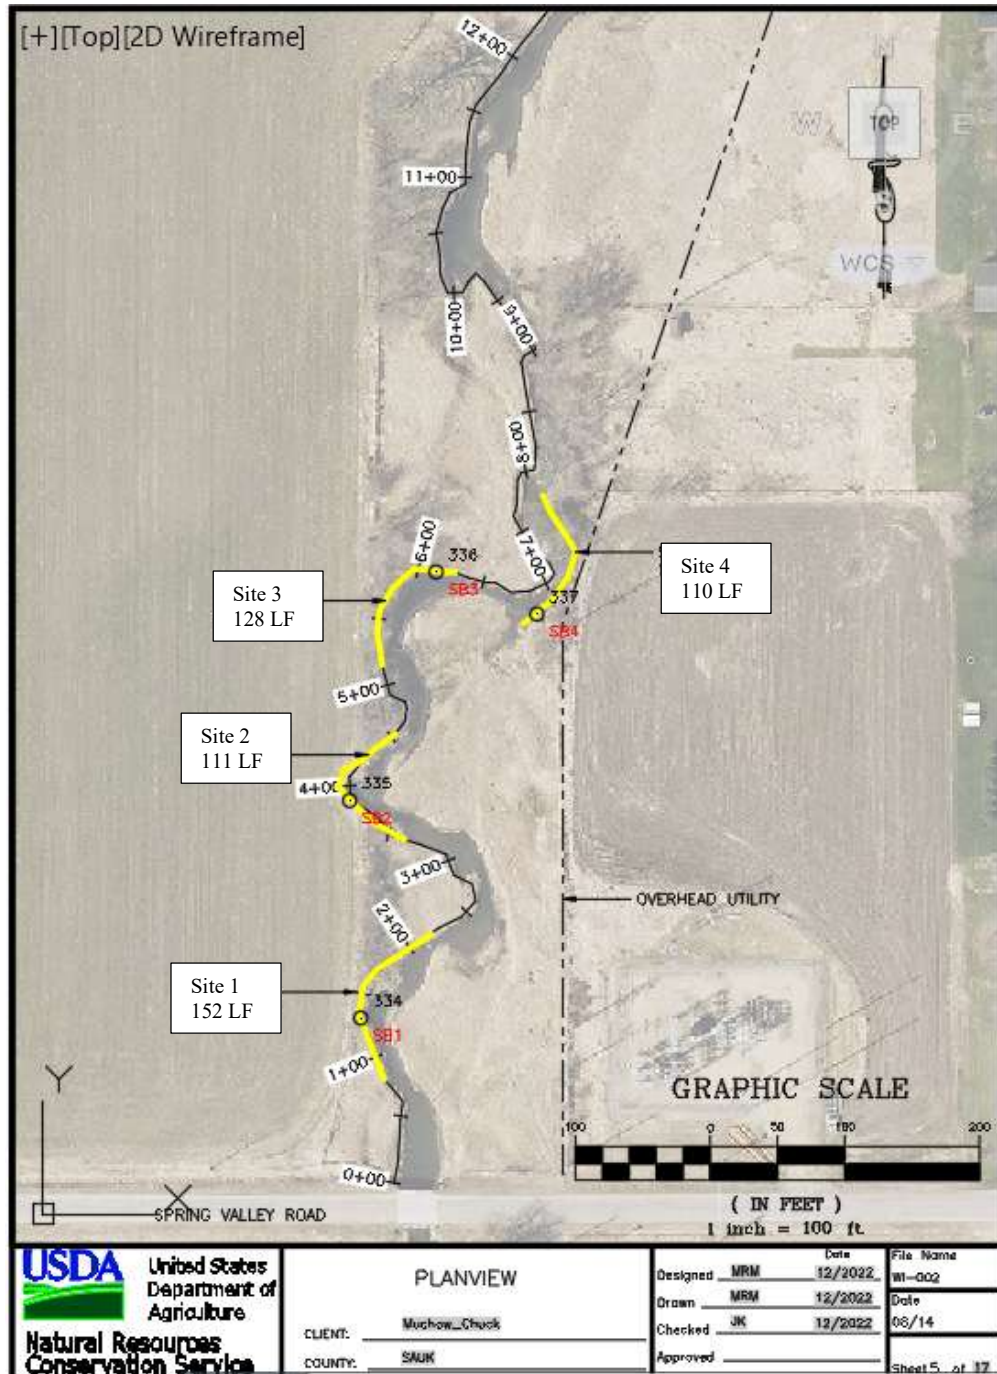 [+][Top][2D Wireframe]
12+00
N
W
TOP
E
11+00
WCS
10+00
9+00
8+00
7+00
6+00
336
SB3
337
SB4
Site 4
110 LF
Site 3
128 LF
5+00
Site 2
111 LF
4+00
335
SB2
3+00
OVERHEAD UTILITY
2+00
Site 1
152 LF
334
SB1
1+00
Y
GRAPHIC SCALE
100 0 50 100 200
0+00
X
SPRING VALLEY ROAD
( IN FEET )
1 inch = 100 ft.
USDA
United States
Department of
Agriculture
Natural Resources
Conservation Service
PLANVIEW
CLIENT: Muchow_Chuck
COUNTY: SAUK
Date
Designed MRM 12/2022
Drawn MRM 12/2022
Checked JK 12/2022
Approved
File Name
WI-002
Date
08/14
Sheet 5 of 17